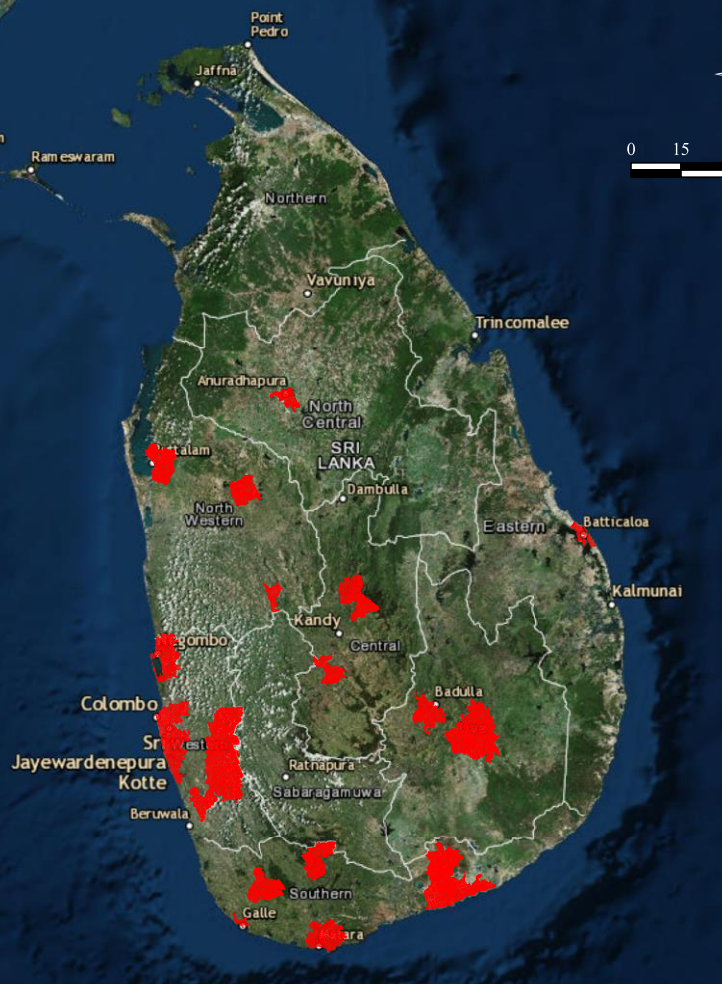 Point
Pedro
Jaffna
0 15
Rameswaram
Northern
Vavuniya
Trincomalee
Anuradhapura
North
Central
SRI
LANKA
Dambulla
North
Western
Eastern
Batticaloa
Kalmunai
Kandy
Central
Badulla
Colombo
Sri
Jayewardenepura
Kotte
Ratnapura
Sabaragamuwa
Beruwala
Southern
Galle